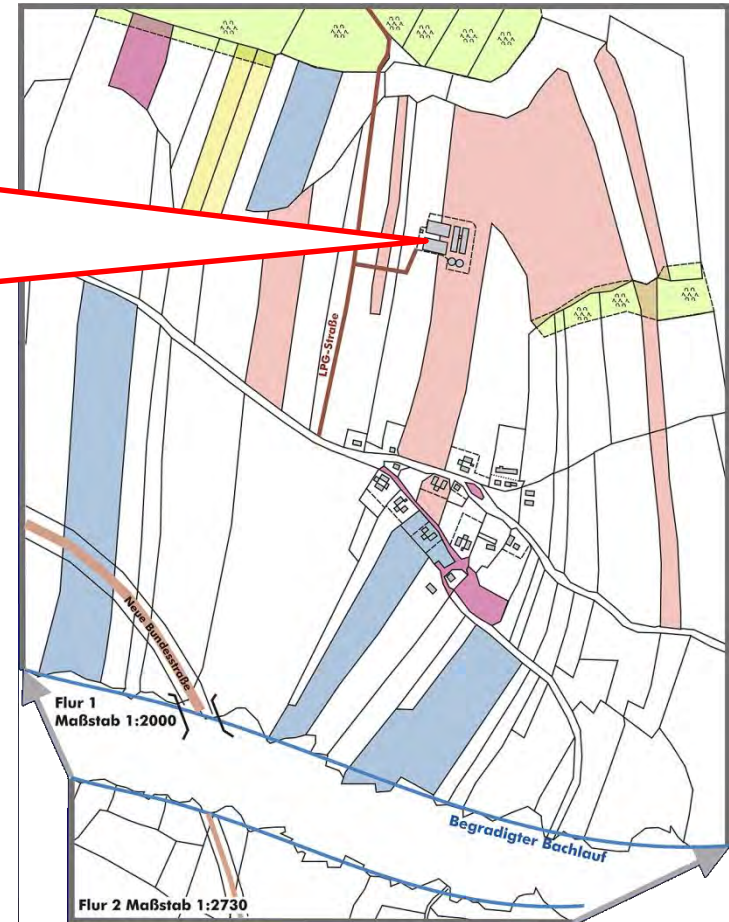 LPG-Straße
Neue Bundesstraße
Flur 1
Maßstab 1:2000
Begradigter Bachlauf
Flur 2 Maßstab 1:2730